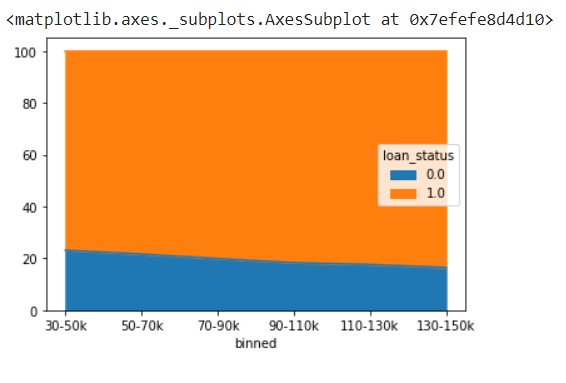 <matplotlib.axes._subplots.AxesSubplot at 0x7efefe8d4d10>
100
80
60
40
20
0
loan_status
0.0
1.0
30-50k 50-70k 70-90k 90-110k 110-130k 130-150k
binned